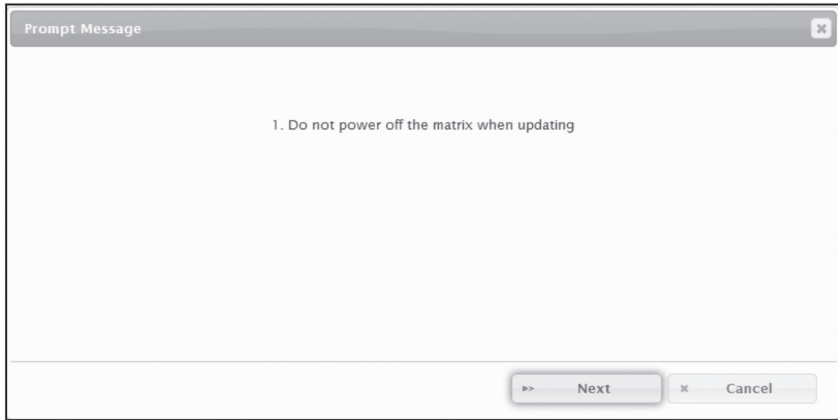 Prompt Message
1. Do not power off the matrix when updating
Next
Cancel